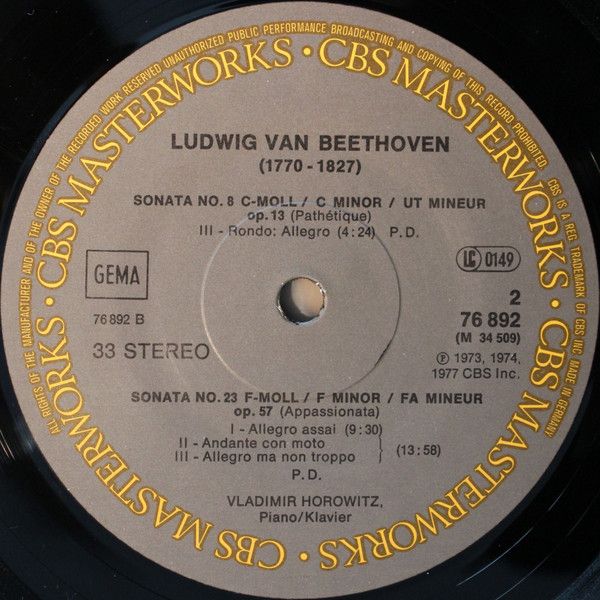 ALL RIGHTS OF THE MANUFACTURER AND OF THE OWNER OF THE RECORDED WORK RESERVED. UNAUTHORIZED PUBLIC PERFORMANCE BROADCASTING AND COPYING OF THIS RECORD PROHIBITED. CBS IS A REG. TRADEMARK OF CBS INC. MADE IN GERMANY
CBS MASTERWORKS · CBS MASTERWORKS · CBS MASTERWORKS · CBS MASTERWORKS · CBS MASTERWORKS ·
LUDWIG VAN BEETHOVEN
(1770 - 1827)
SONATA NO. 8 C-MOLL / C MINOR / UT MINEUR
op. 13 (Pathétique)
III - Rondo: Allegro (4:24) P. D.
GEMA
LC 0149
76 892 B
2
76 892
(M 34 509)
33 STEREO
℗ 1973, 1974,
1977 CBS Inc.
SONATA NO. 23 F-MOLL / F MINOR / FA MINEUR
op. 57 (Appassionata)
I - Allegro assai (9:30)
II - Andante con moto
III - Allegro ma non troppo (13:58)
P. D.
VLADIMIR HOROWITZ,
Piano/Klavier